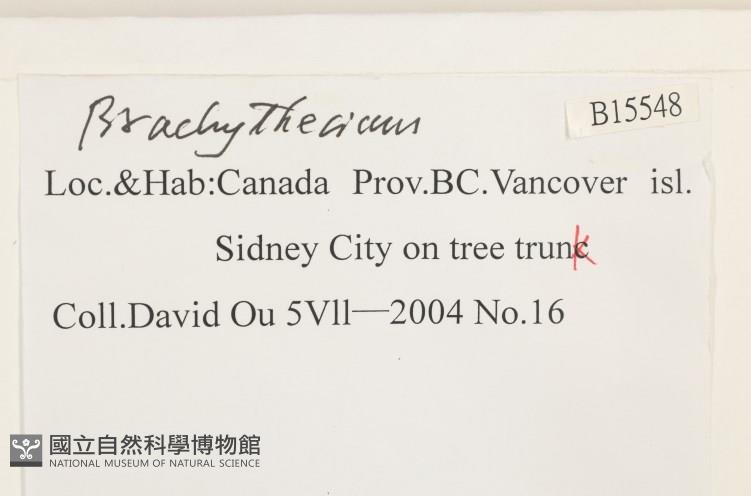 Brachythecium
B15548
Loc.&Hab:Canada Prov.BC.Vancover isl.
Sidney City on tree trunk
Coll.David Ou 5Vll—2004 No.16
國立自然科學博物館
NATIONAL MUSEUM OF NATURAL SCIENCE